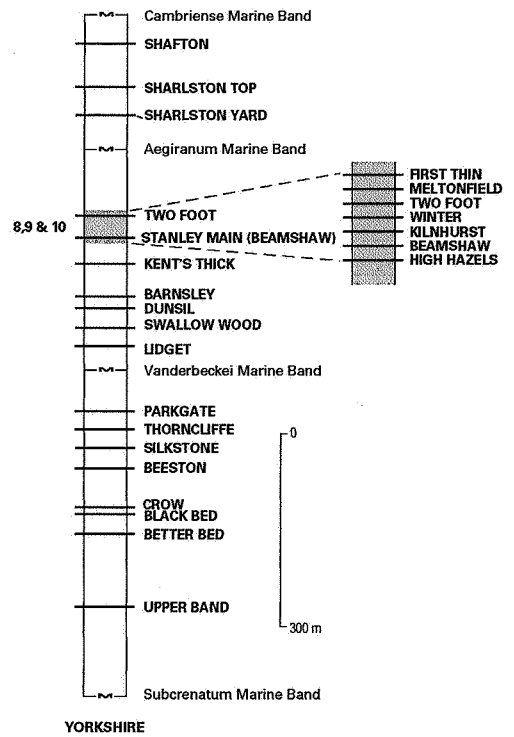 Cambriense Marine Band
SHAFTON
SHARLSTON TOP
SHARLSTON YARD
Aegiranum Marine Band
8,9 & 10
TWO FOOT
STANLEY MAIN (BEAMSHAW)
KENT'S THICK
BARNSLEY
DUNSIL
SWALLOW WOOD
LIDGET
Vanderbeckei Marine Band
PARKGATE
THORNCLIFFE
SILKSTONE
BEESTON
CROW
BLACK BED
BETTER BED
UPPER BAND
Subcrenatum Marine Band
YORKSHIRE
FIRST THIN
MELTONFIELD
TWO FOOT
WINTER
KILNHURST
BEAMSHAW
HIGH HAZELS
0
300 m
M
M
M
M